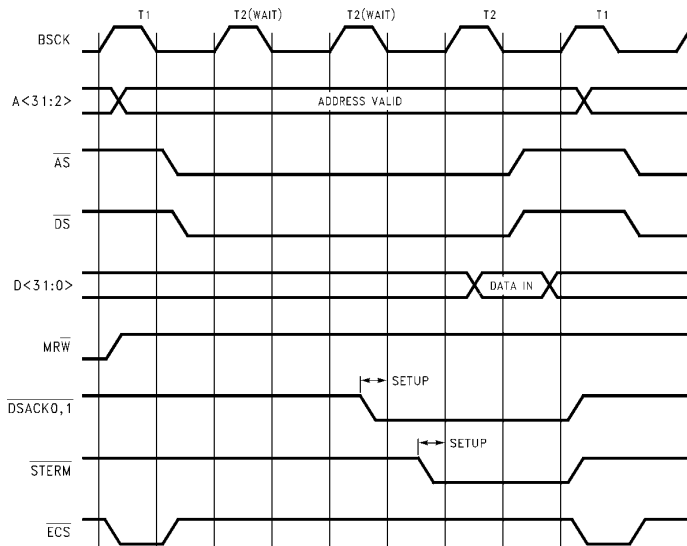 T1 T2(WAIT) T2(WAIT) T2 T1
BSCK
A<31:2> ADDRESS VALID
AS
DS
D<31:0> DATA IN
MRW
SETUP
DSACK0,1
SETUP
STERM
ECS